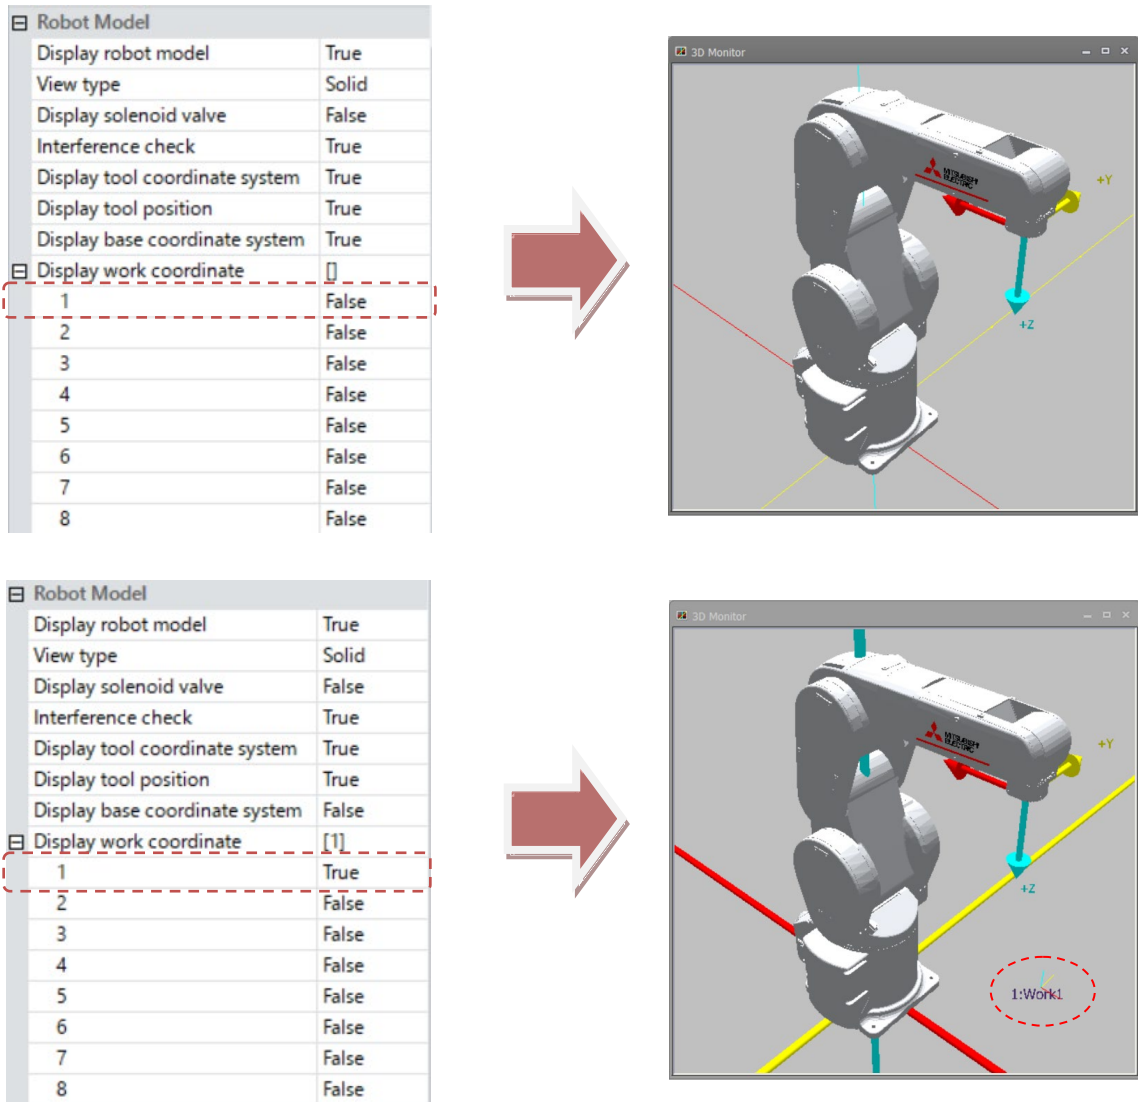 Robot Model
Display robot model True
View type Solid
Display solenoid valve False
Interference check True
Display tool coordinate system True
Display tool position True
Display base coordinate system True
Display work coordinate []
1 False
2 False
3 False
4 False
5 False
6 False
7 False
8 False
3D Monitor
MITSUBISHI
ELECTRIC
+Y
+Z
Robot Model
Display robot model True
View type Solid
Display solenoid valve False
Interference check True
Display tool coordinate system True
Display tool position True
Display base coordinate system False
Display work coordinate [1]
1 True
2 False
3 False
4 False
5 False
6 False
7 False
8 False
3D Monitor
MITSUBISHI
ELECTRIC
+Y
+Z
1:Work1